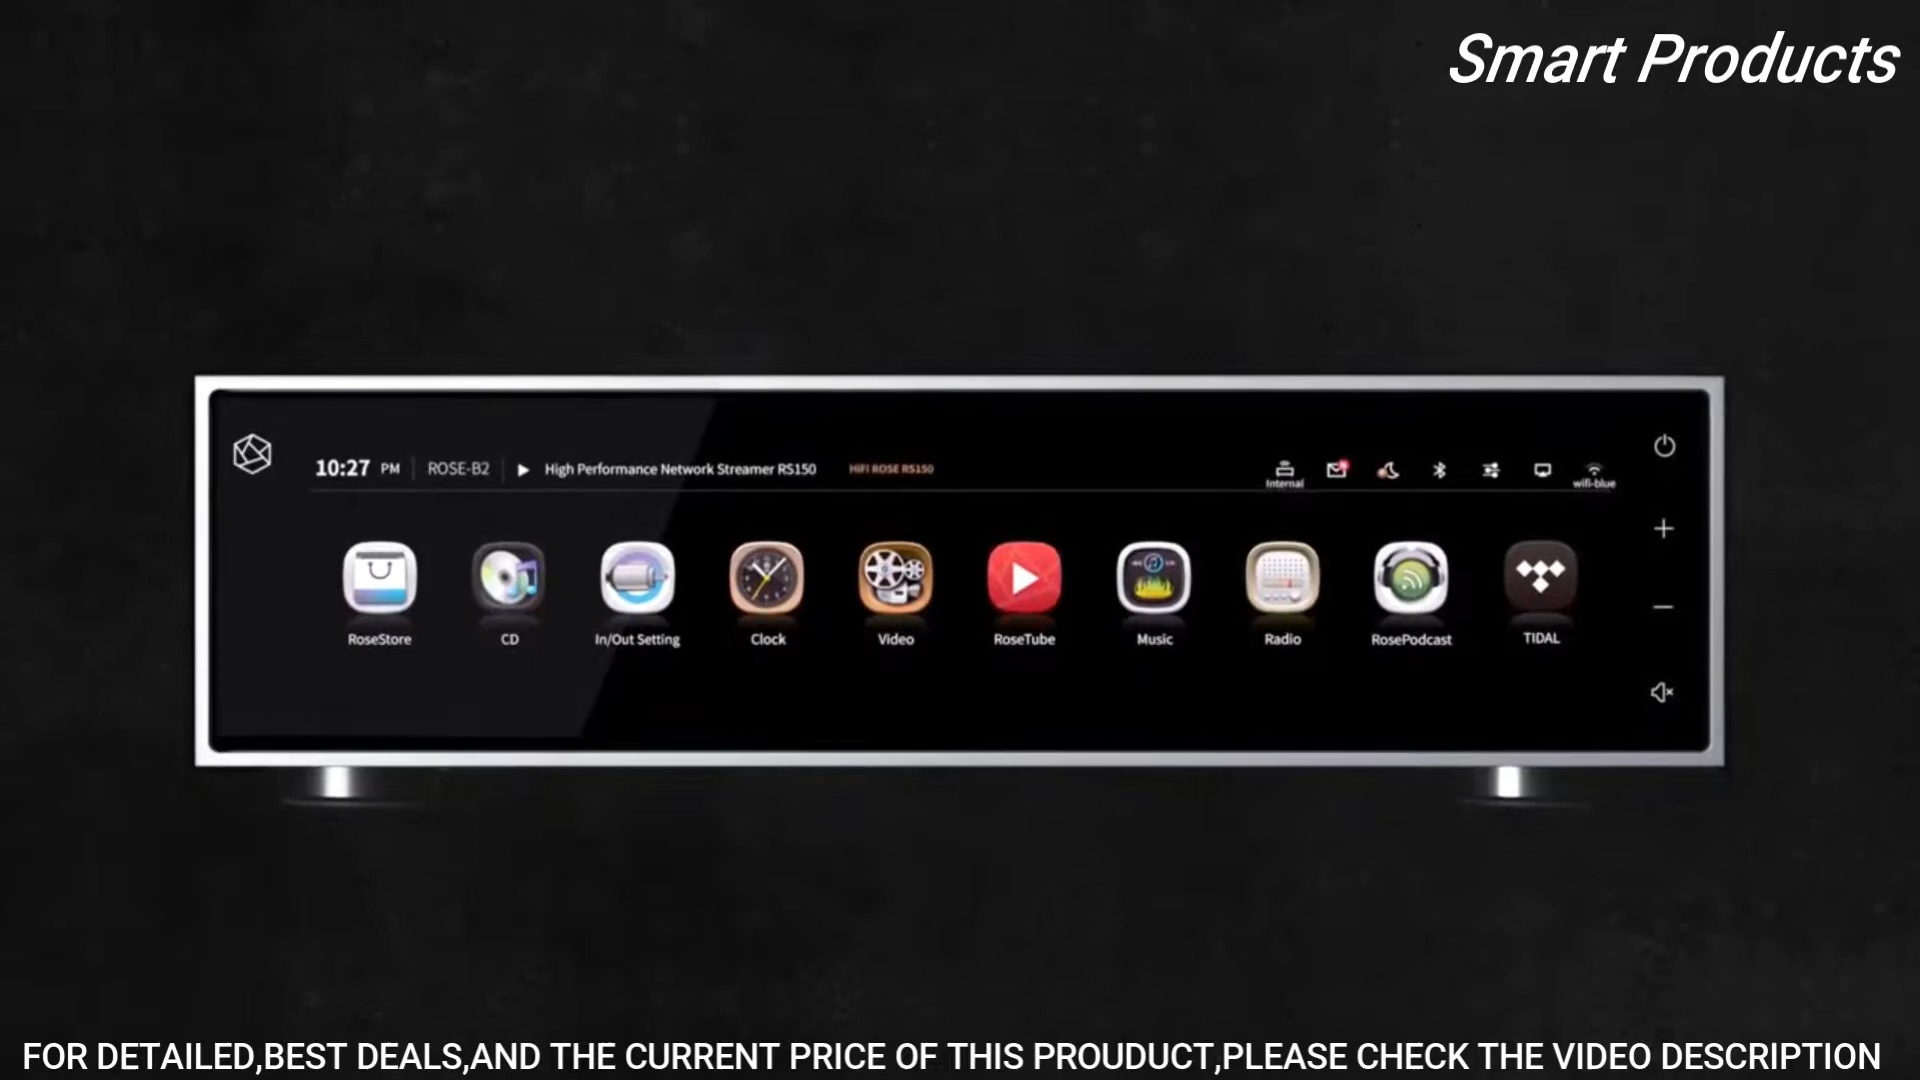 Smart Products
10:27 PM ROSE-B2 High Performance Network Streamer RS150 HIFI ROSE RS150
Internal wifi-blue
RoseStore CD In/Out Setting Clock Video RoseTube Music Radio RosePodcast TIDAL
FOR DETAILED,BEST DEALS,AND THE CURRENT PRICE OF THIS PROUDUCT,PLEASE CHECK THE VIDEO DESCRIPTION